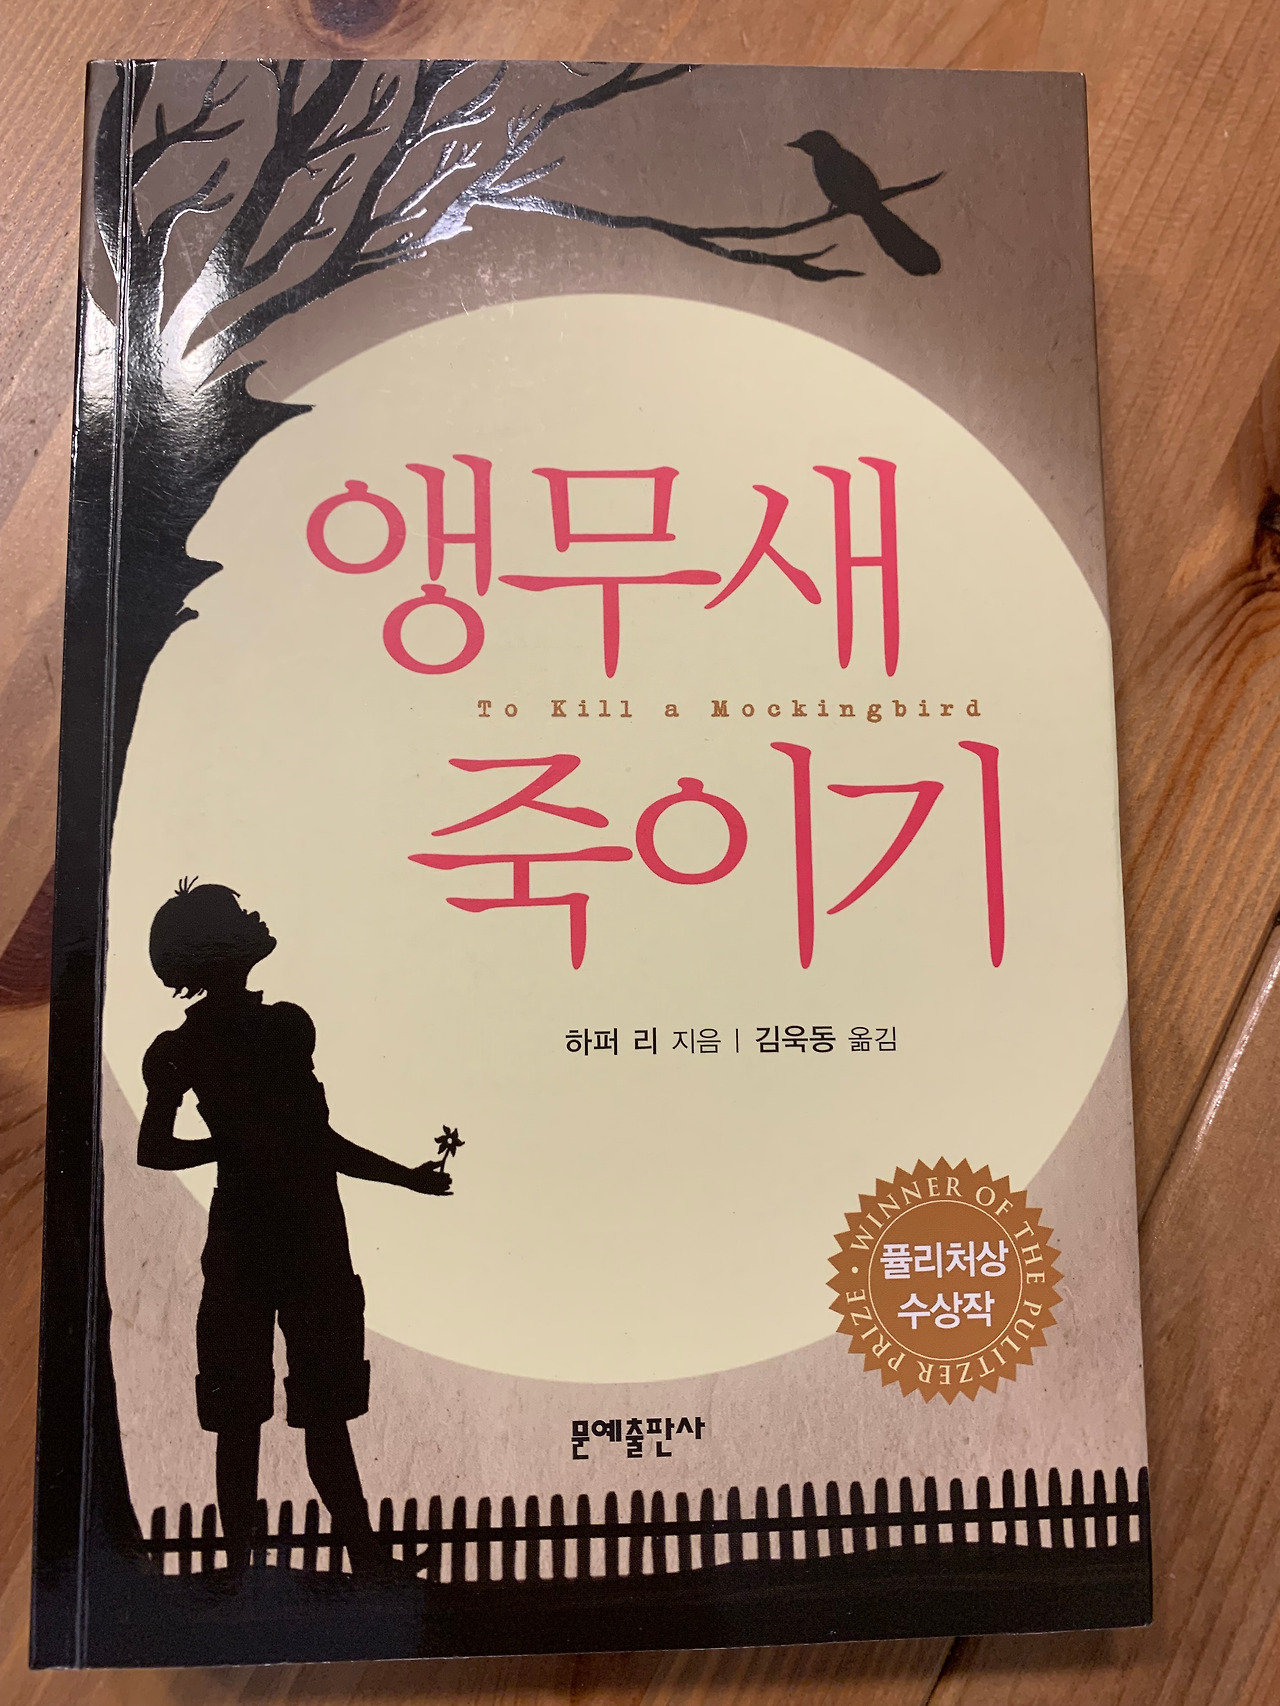 앵무새
To Kill a Mockingbird
죽이기
하퍼 리 지음 | 김욱동 옮김
WINNER OF THE PULITZER PRIZE •
퓰리처상
수상작
문예출판사